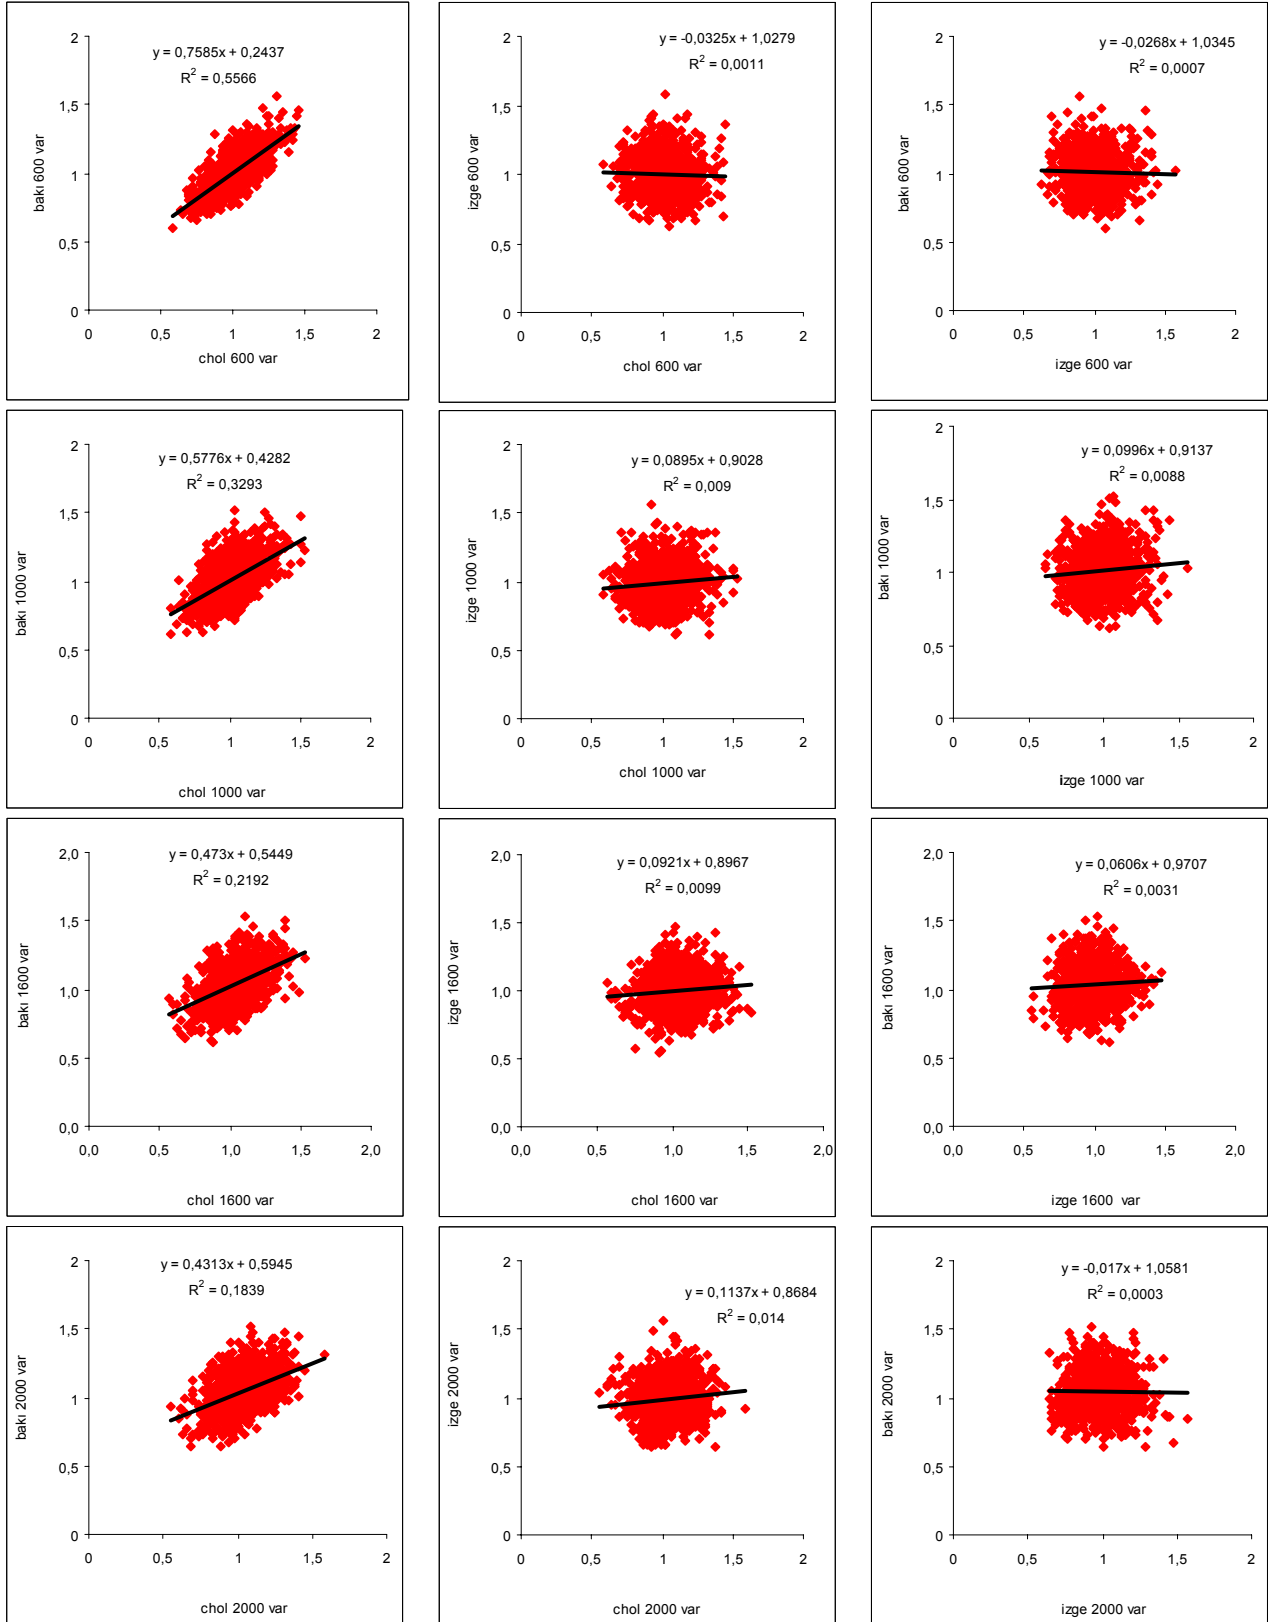 y = 0,7585x + 0,2437
R² = 0,5566
2
1,5
1
0,5
0
0 0,5 1 1,5 2
bakı 600 var
chol 600 var
y = -0,0325x + 1,0279
R² = 0,0011
2
1,5
1
0,5
0
0 0,5 1 1,5 2
izge 600 var
chol 600 var
y = -0,0268x + 1,0345
R² = 0,0007
2
1,5
1
0,5
0
0 0,5 1 1,5 2
bakı 600 var
izge 600 var
y = 0,5776x + 0,4282
R² = 0,3293
2
1,5
1
0,5
0
0 0,5 1 1,5 2
bakı 1000 var
chol 1000 var
y = 0,0895x + 0,9028
R² = 0,009
2
1,5
1
0,5
0
0 0,5 1 1,5 2
izge 1000 var
chol 1000 var
y = 0,0996x + 0,9137
R² = 0,0088
2
1,5
1
0,5
0
0 0,5 1 1,5 2
bakı 1000 var
izge 1000 var
y = 0,473x + 0,5449
R² = 0,2192
2,0
1,5
1,0
0,5
0,0
0,0 0,5 1,0 1,5 2,0
bakı 1600 var
chol 1600 var
y = 0,0921x + 0,8967
R² = 0,0099
2,0
1,5
1,0
0,5
0,0
0,0 0,5 1,0 1,5 2,0
izge 1600 var
chol 1600 var
y = 0,0606x + 0,9707
R² = 0,0031
2,0
1,5
1,0
0,5
0,0
0,0 0,5 1,0 1,5 2,0
bakı 1600 var
izge 1600 var
y = 0,4313x + 0,5945
R² = 0,1839
2
1,5
1
0,5
0
0 0,5 1 1,5 2
bakı 2000 var
chol 2000 var
y = 0,1137x + 0,8684
R² = 0,014
2
1,5
1
0,5
0
0 0,5 1 1,5 2
izge 2000 var
chol 2000 var
y = -0,017x + 1,0581
R² = 0,0003
2
1,5
1
0,5
0
0 0,5 1 1,5 2
bakı 2000 var
izge 2000 var